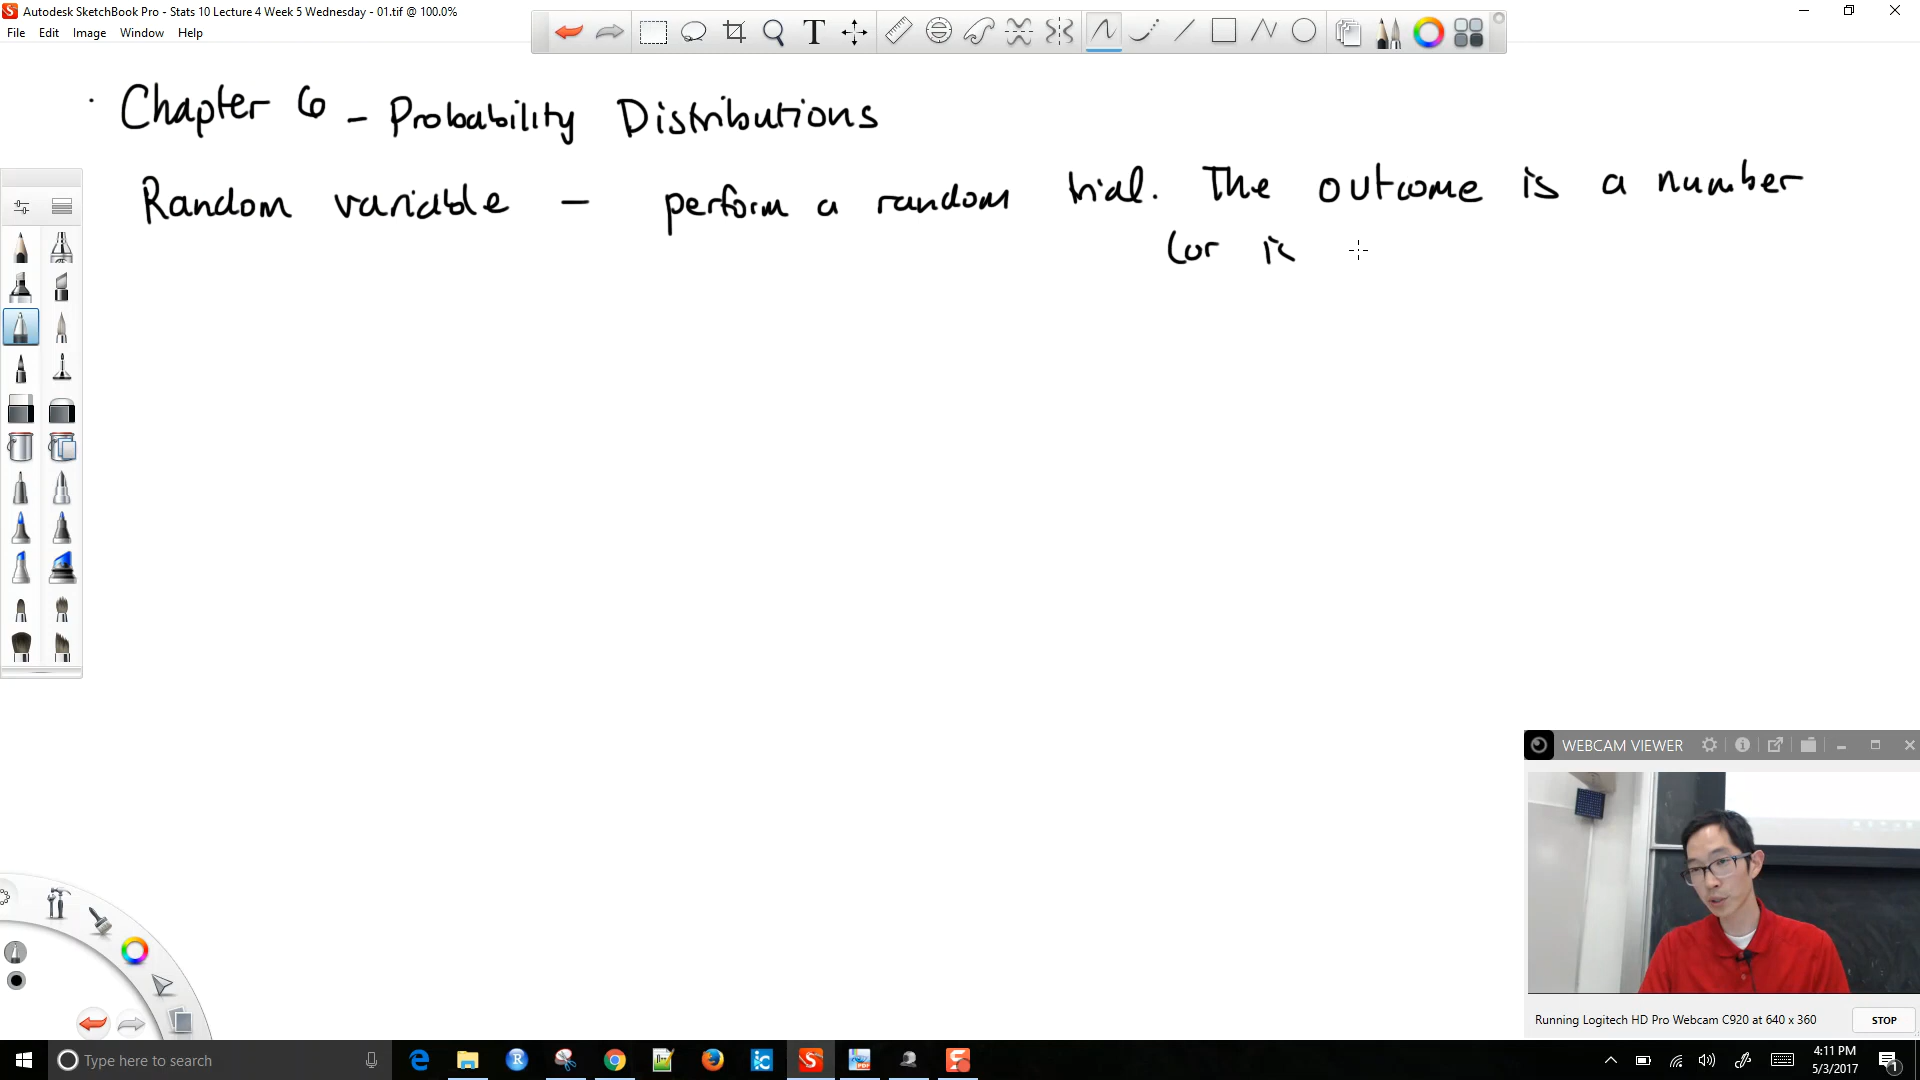 Autodesk SketchBook Pro - Stats 10 Lecture 4 Week 5 Wednesday - 01.tif @ 100.0%
File Edit Image Window Help
T
· Chapter 6 - Probability Distributions
Random variable - perform a random trial. The outcome is a number
(or is
WEBCAM VIEWER
Running Logitech HD Pro Webcam C920 at 640 x 360
STOP
Type here to search
4:11 PM
5/3/2017
1